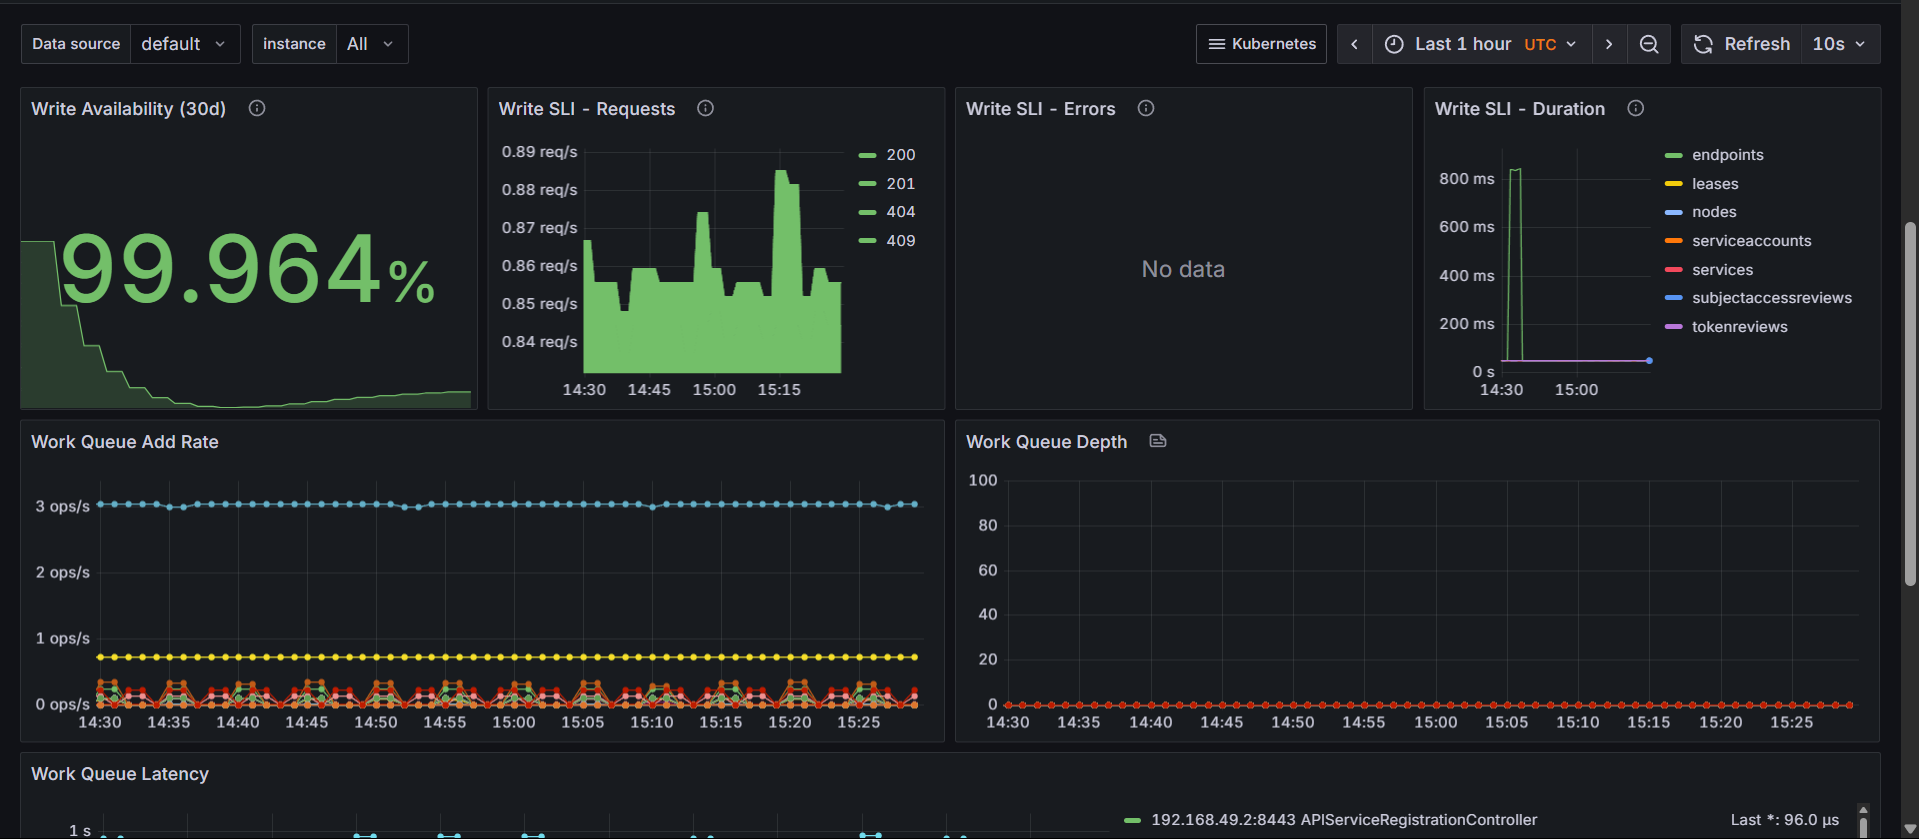 Data source default instance All Kubernetes Last 1 hour UTC Refresh 10s
Write Availability (30d)
99.964%
Write SLI - Requests
0.89 req/s
0.88 req/s
0.87 req/s
0.86 req/s
0.85 req/s
0.84 req/s
14:30 14:45 15:00 15:15
200
201
404
409
Write SLI - Errors
No data
Write SLI - Duration
800 ms
600 ms
400 ms
200 ms
0 s
14:30 15:00
endpoints
leases
nodes
serviceaccounts
services
subjectaccessreviews
tokenreviews
Work Queue Add Rate
3 ops/s
2 ops/s
1 ops/s
0 ops/s
14:30 14:35 14:40 14:45 14:50 14:55 15:00 15:05 15:10 15:15 15:20 15:25
Work Queue Depth
100
80
60
40
20
0
14:30 14:35 14:40 14:45 14:50 14:55 15:00 15:05 15:10 15:15 15:20 15:25
Work Queue Latency
1 s
192.168.49.2:8443 APIServiceRegistrationController Last *: 96.0 µs